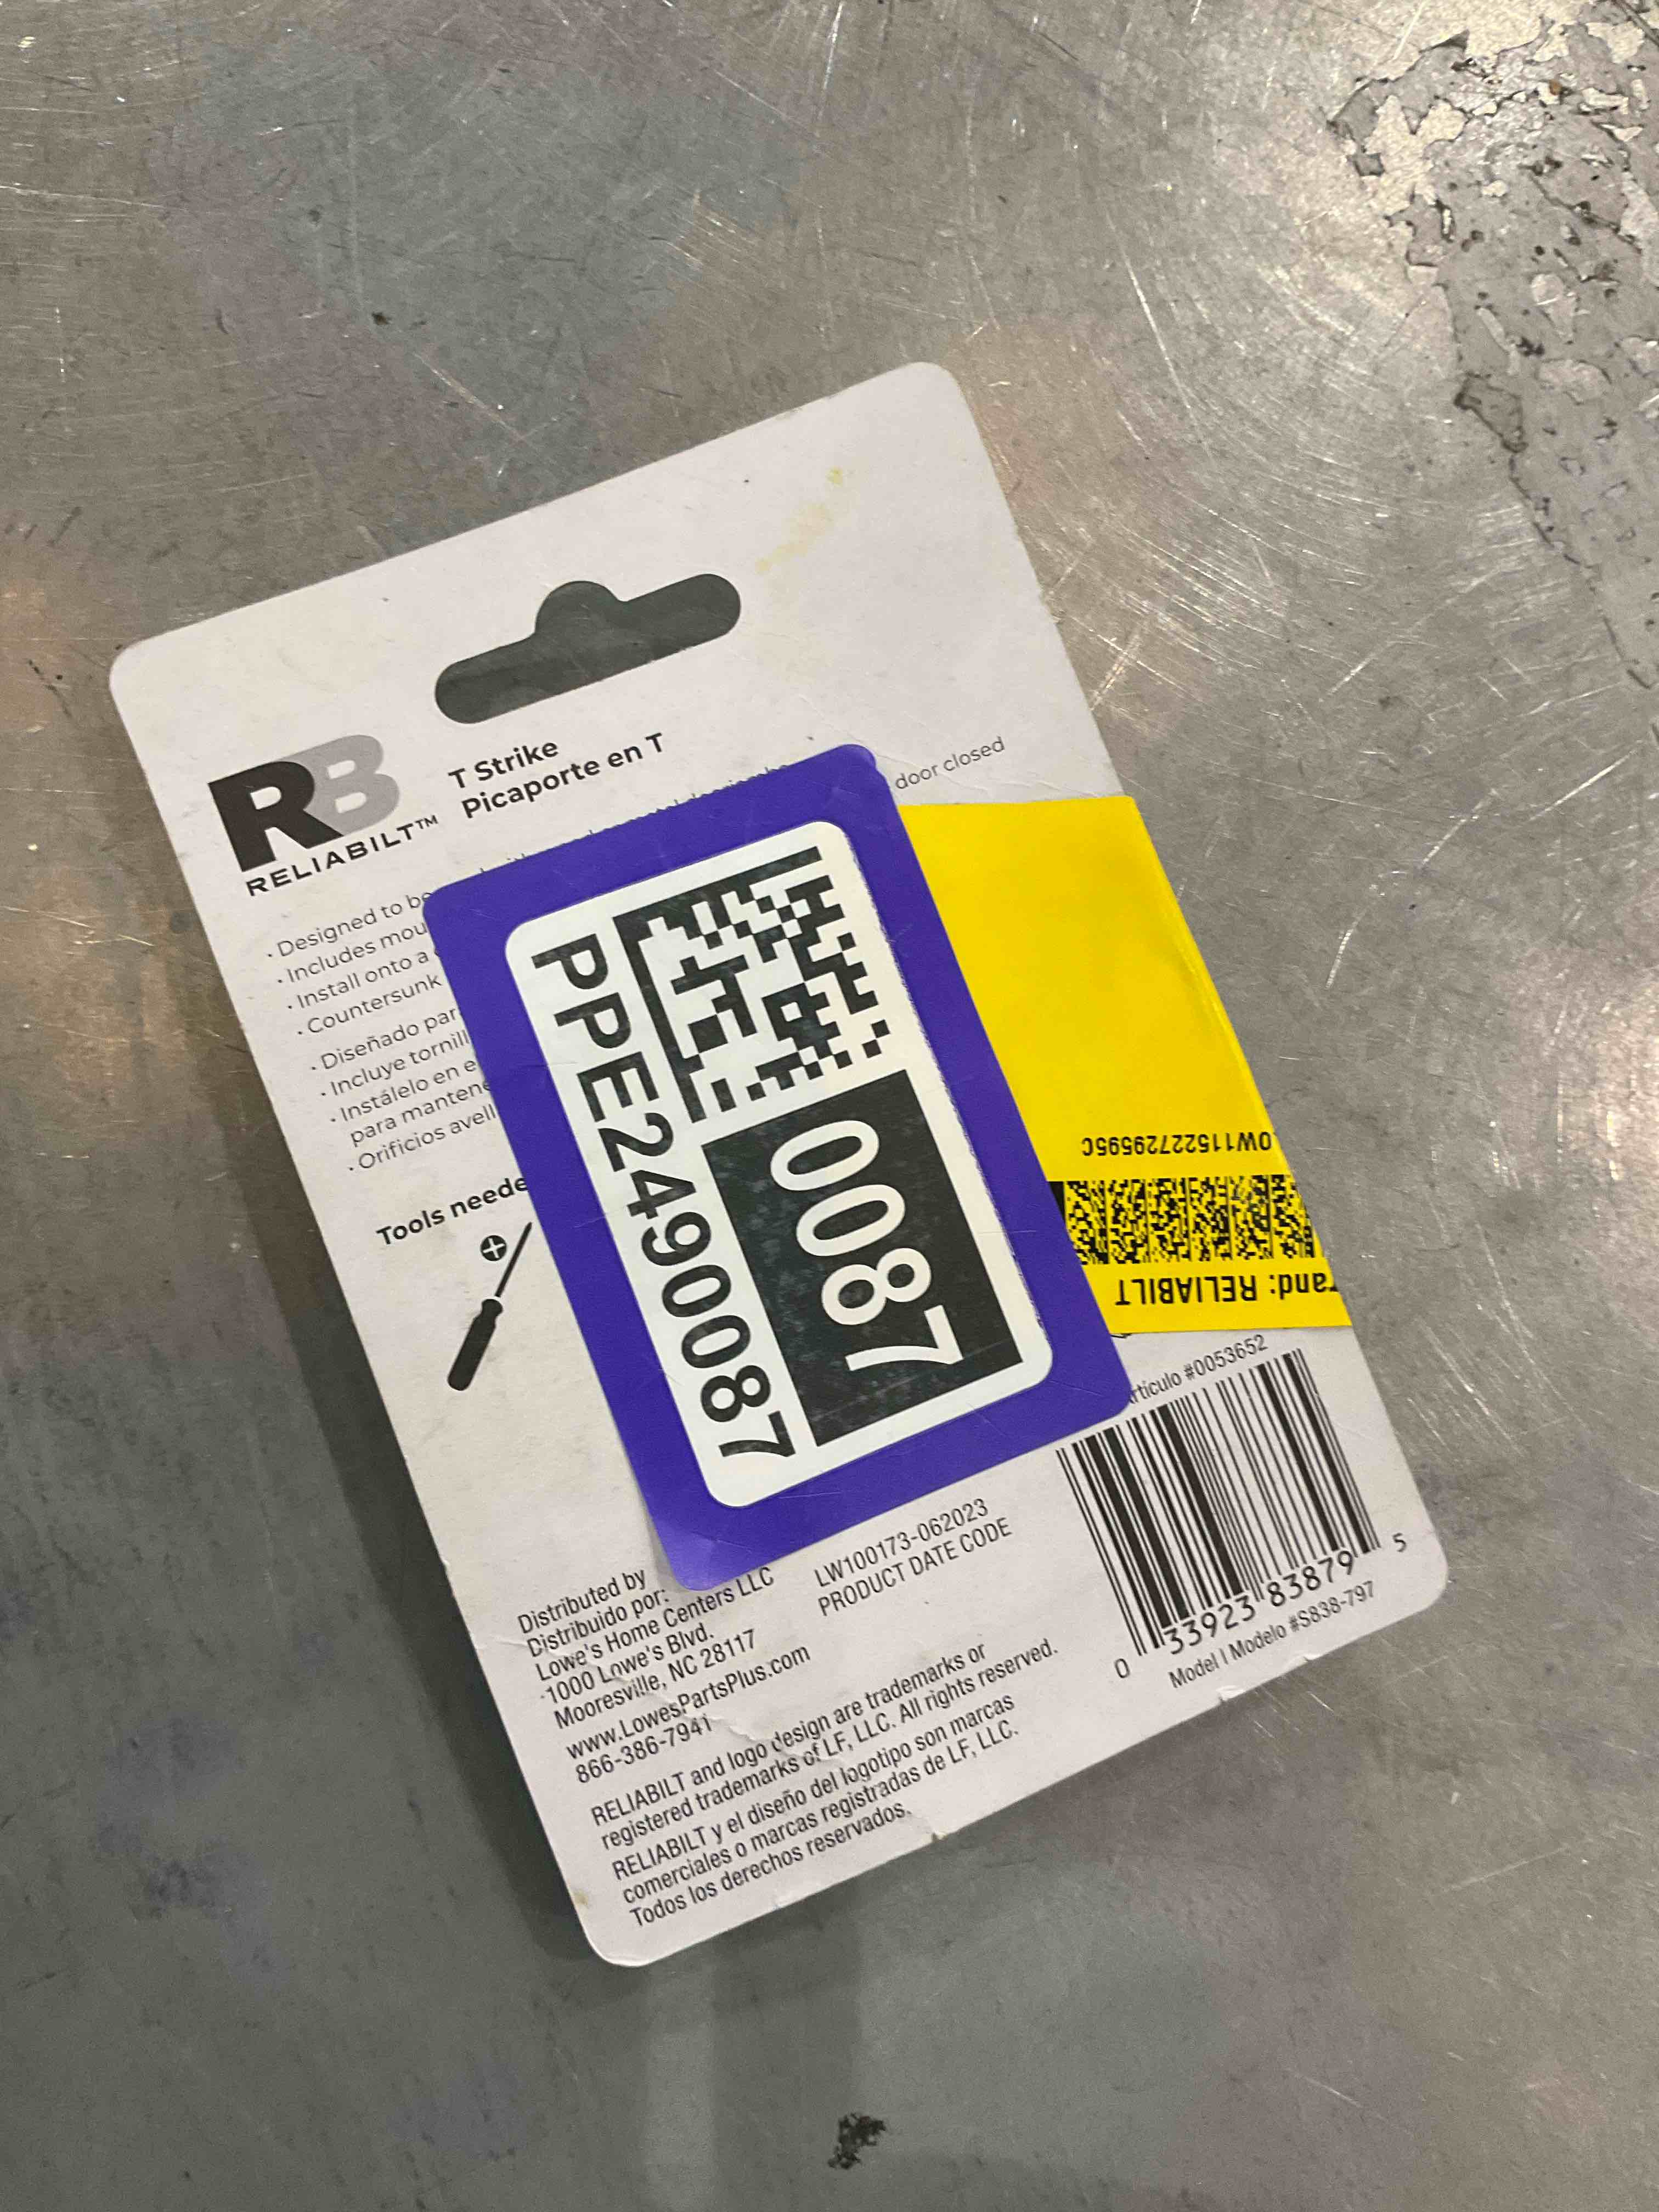 RB
RELIABILT™
T Strike
Picaporte en T
door closed
· Designed to be
· Includes mou
· Install onto a
· Countersunk
· Diseñado par
· Incluye tornill
· Instálelo en e
para mantene
· Orificios avell
Tools neede
PPE2490087
0087
.0W11522729595C
rand: RELIABILT
rtículo #0053652
0 33923 83879 5
Model | Modelo #S838-797
LW100173-062023
PRODUCT DATE CODE
Distributed by
Distribuido por:
Lowe's Home Centers LLC
1000 Lowe's Blvd.
Mooresville, NC 28117
www.LowesPartsPlus.com
866-386-7941
RELIABILT and logo design are trademarks or
registered trademarks of LF, LLC. All rights reserved.
RELIABILT y el diseño del logotipo son marcas
comerciales o marcas registradas de LF, LLC.
Todos los derechos reservados.